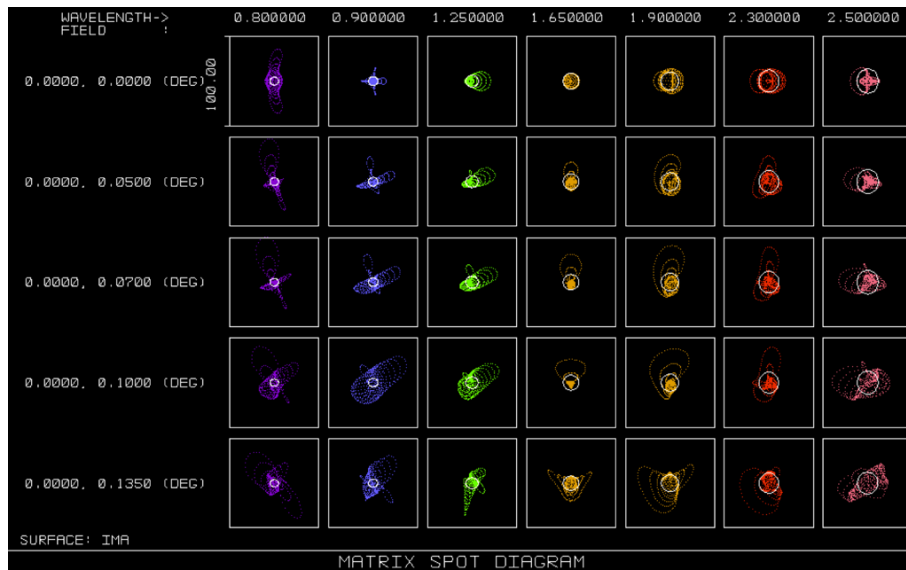 WAVELENGTH-> 0.800000 0.900000 1.250000 1.650000 1.900000 2.300000 2.500000
FIELD :
100.00
0.0000, 0.0000 (DEG)
0.0000, 0.0500 (DEG)
0.0000, 0.0700 (DEG)
0.0000, 0.1000 (DEG)
0.0000, 0.1350 (DEG)
SURFACE: IMA
MATRIX SPOT DIAGRAM